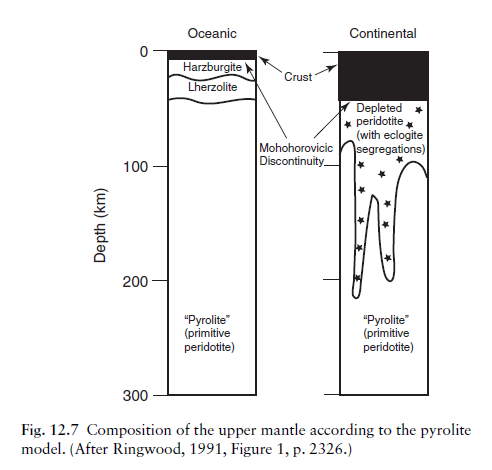 Oceanic
Continental
0
100
200
300
Depth (km)
Harzburgite
Lherzolite
Crust
Mohohorovicic
Discontinuity
Depleted
peridotite
(with eclogite
segregations)
"Pyrolite"
(primitive
peridotite)
"Pyrolite"
(primitive
peridotite)
Fig. 12.7 Composition of the upper mantle according to the pyrolite
model. (After Ringwood, 1991, Figure 1, p. 2326.)